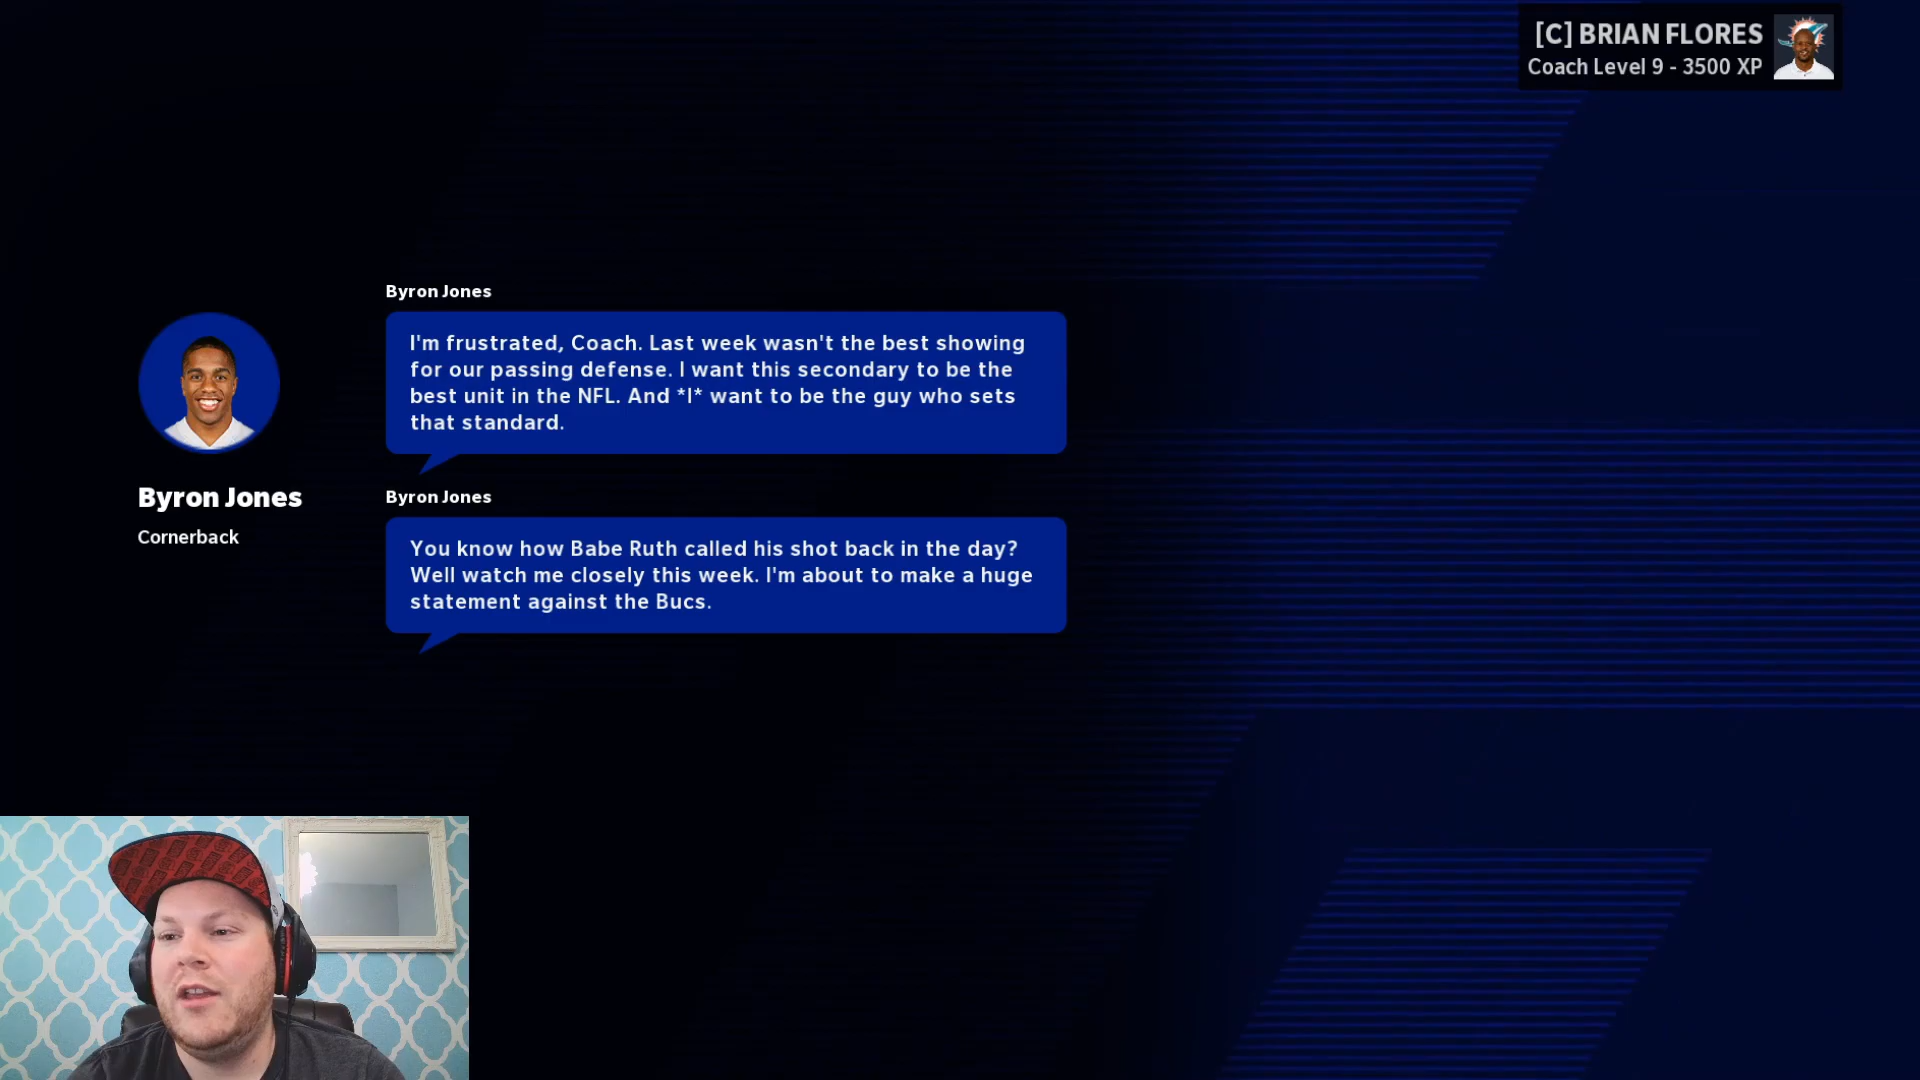 [C] BRIAN FLORES
Coach Level 9 - 3500 XP
Byron Jones
I'm frustrated, Coach. Last week wasn't the best showing
for our passing defense. I want this secondary to be the
best unit in the NFL. And *I* want to be the guy who sets
that standard.
Byron Jones
Cornerback
Byron Jones
You know how Babe Ruth called his shot back in the day?
Well watch me closely this week. I'm about to make a huge
statement against the Bucs.